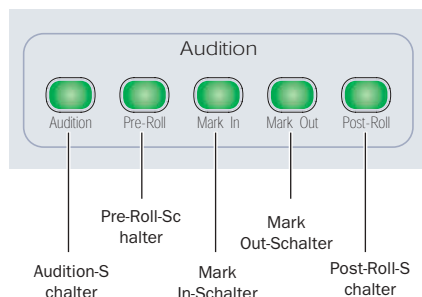 Audition
Audition Pre-Roll Mark In Mark Out Post-Roll
Pre-Roll-Sc
halter
Mark
Out-Schalter
Audition-S
chalter
Mark
In-Schalter
Post-Roll-S
chalter